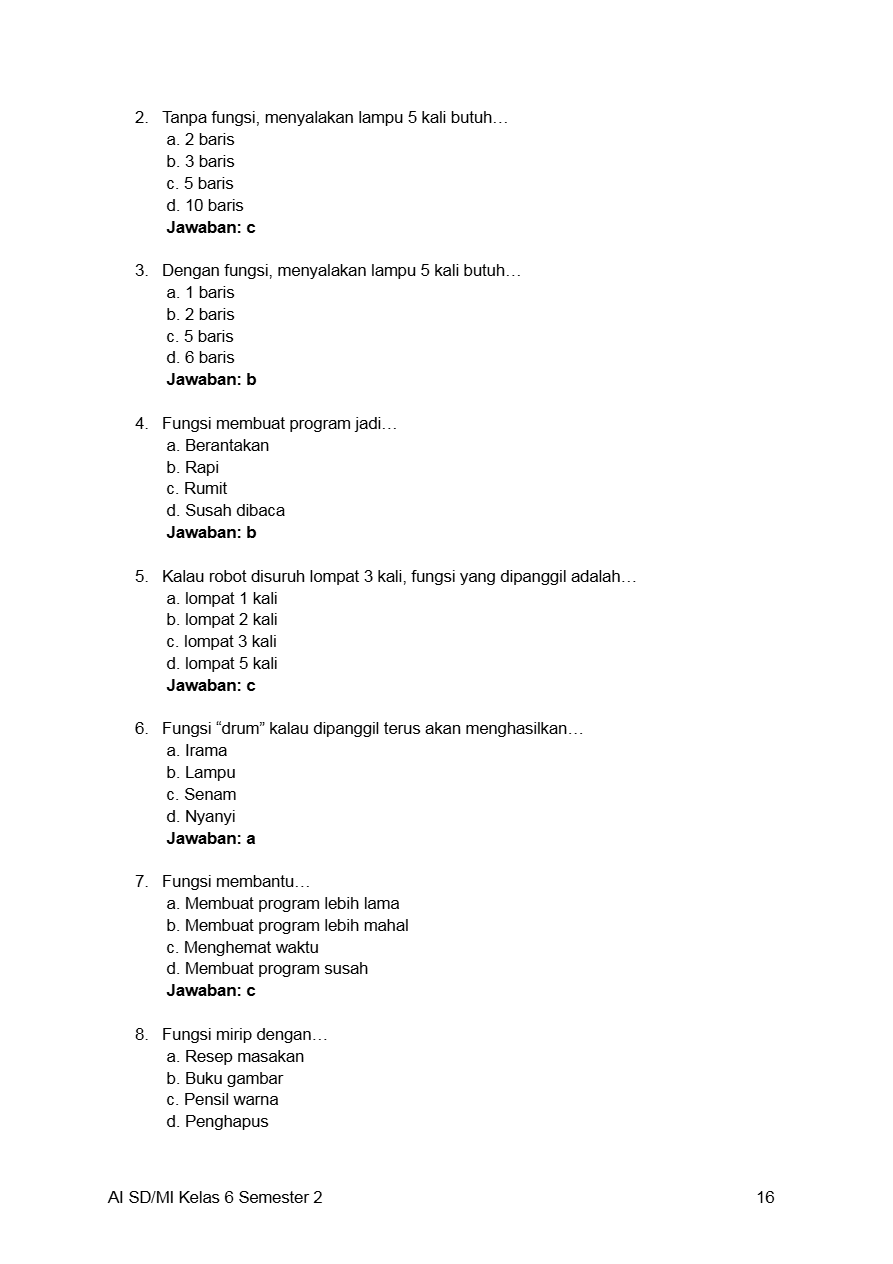 2. Tanpa fungsi, menyalakan lampu 5 kali butuh…
a. 2 baris
b. 3 baris
c. 5 baris
d. 10 baris
Jawaban: c
3. Dengan fungsi, menyalakan lampu 5 kali butuh…
a. 1 baris
b. 2 baris
c. 5 baris
d. 6 baris
Jawaban: b
4. Fungsi membuat program jadi…
a. Berantakan
b. Rapi
c. Rumit
d. Susah dibaca
Jawaban: b
5. Kalau robot disuruh lompat 3 kali, fungsi yang dipanggil adalah…
a. lompat 1 kali
b. lompat 2 kali
c. lompat 3 kali
d. lompat 5 kali
Jawaban: c
6. Fungsi “drum” kalau dipanggil terus akan menghasilkan…
a. Irama
b. Lampu
c. Senam
d. Nyanyi
Jawaban: a
7. Fungsi membantu…
a. Membuat program lebih lama
b. Membuat program lebih mahal
c. Menghemat waktu
d. Membuat program susah
Jawaban: c
8. Fungsi mirip dengan…
a. Resep masakan
b. Buku gambar
c. Pensil warna
d. Penghapus
AI SD/MI Kelas 6 Semester 2 16